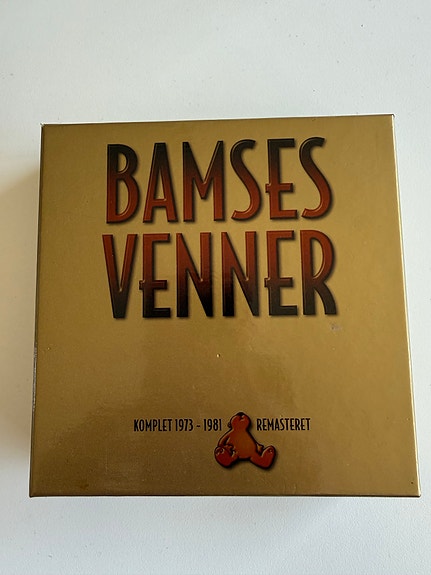 BAMSES
VENNER
KOMPLET 1973 - 1981 REMASTERET